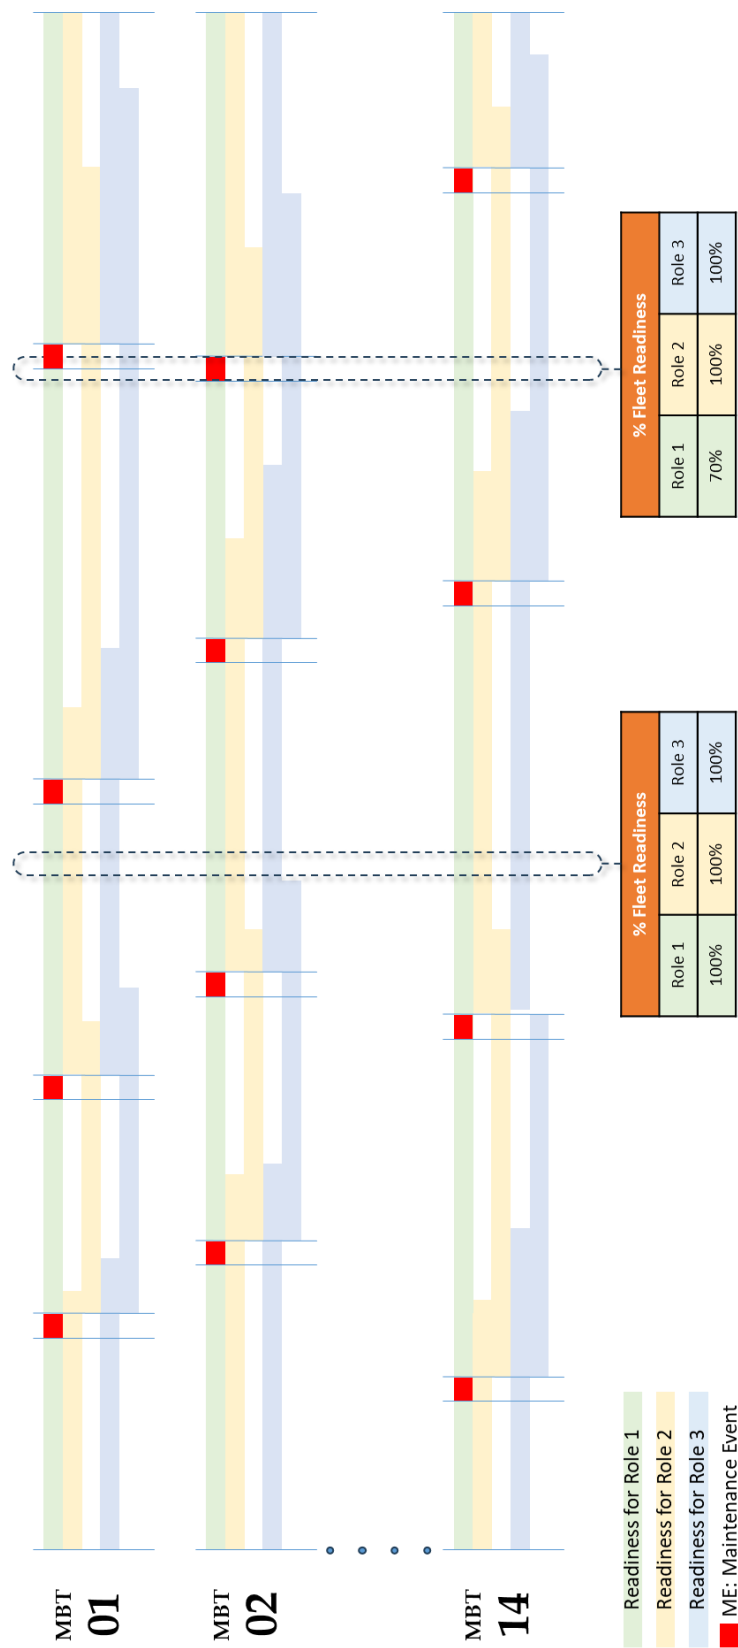 MBT
01
MBT
02
MBT
14
% Fleet Readiness
Role 1 Role 2 Role 3
100% 100% 100%
% Fleet Readiness
Role 1 Role 2 Role 3
70% 100% 100%
Readiness for Role 1
Readiness for Role 2
Readiness for Role 3
ME: Maintenance Event